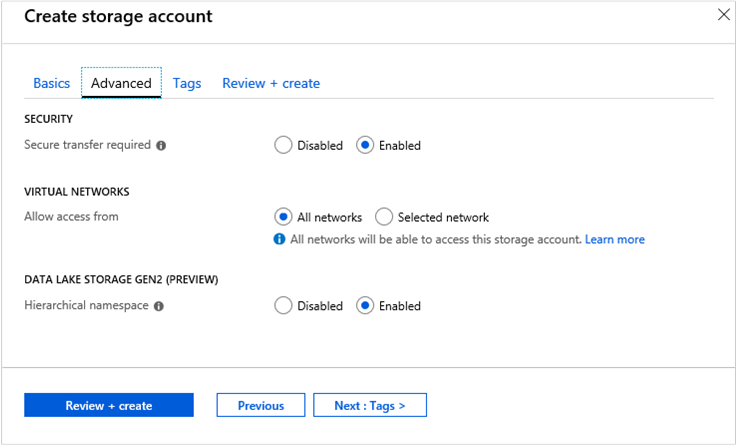 Create storage account
Basics Advanced Tags Review + create
SECURITY
Secure transfer required Disabled Enabled
VIRTUAL NETWORKS
Allow access from All networks Selected network
All networks will be able to access this storage account. Learn more
DATA LAKE STORAGE GEN2 (PREVIEW)
Hierarchical namespace Disabled Enabled
Review + create Previous Next : Tags >